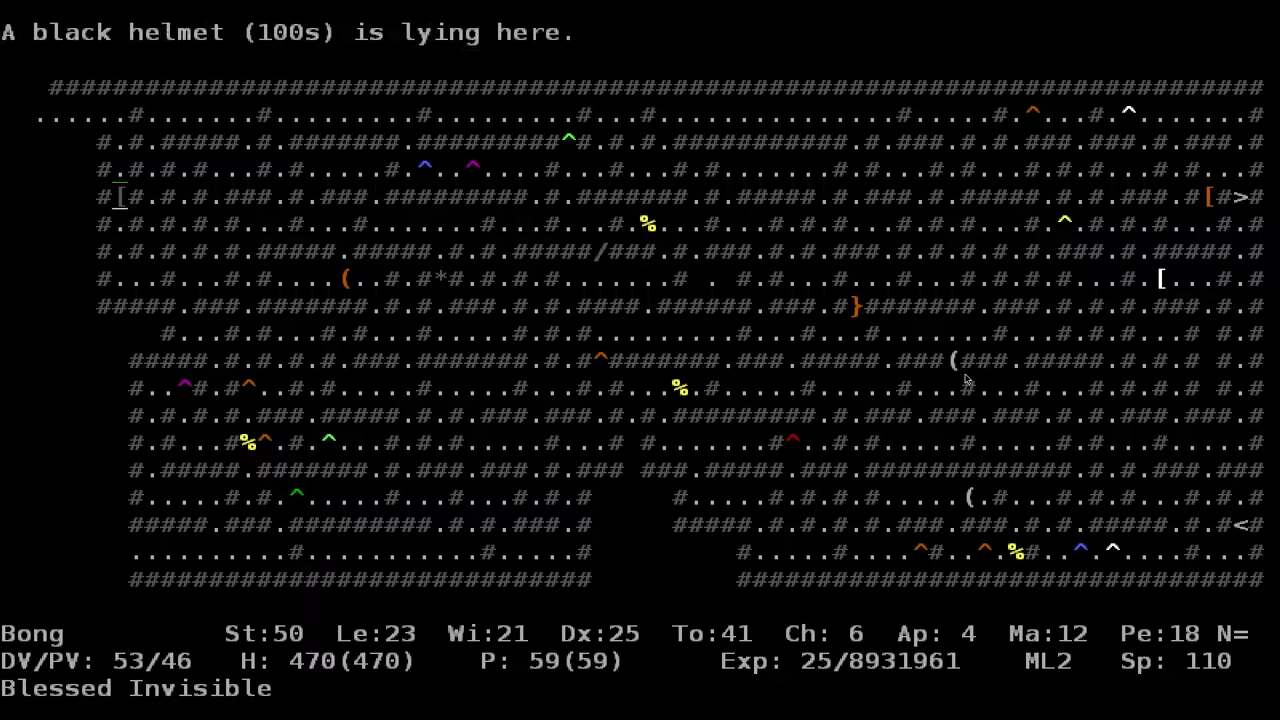 A black helmet (100s) is lying here.
Bong St:50 Le:23 Wi:21 Dx:25 To:41 Ch: 6 Ap: 4 Ma:12 Pe:18 N=
DV/PV: 53/46 H: 470(470) P: 59(59) Exp: 25/8931961 ML2 Sp: 110
Blessed Invisible